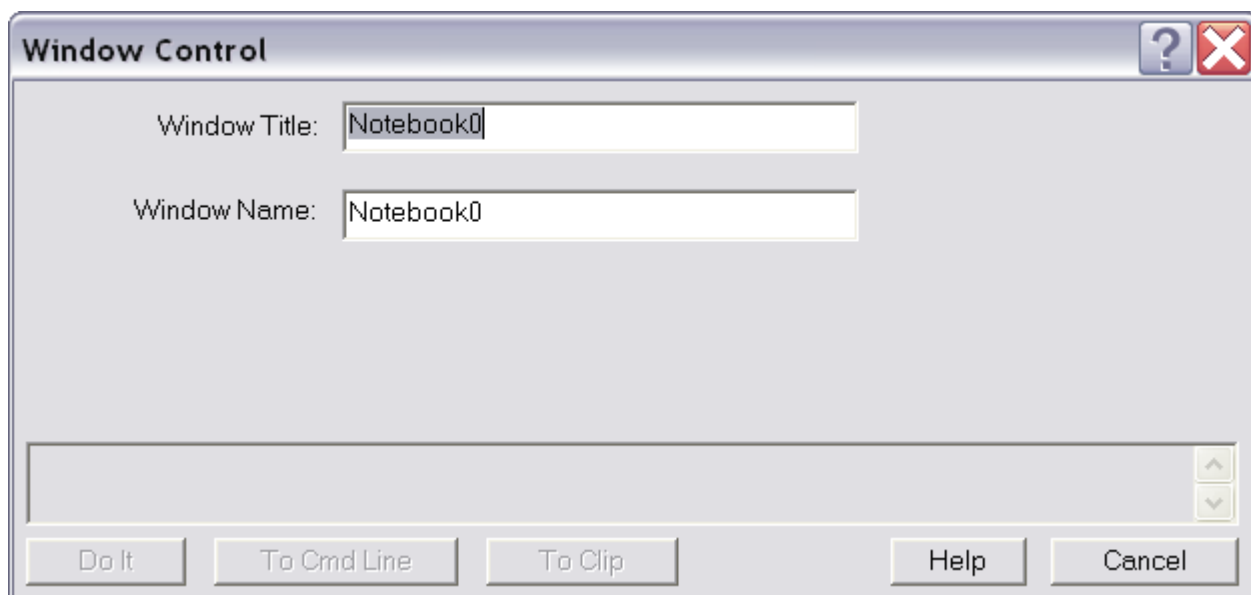 Window Control
Window Title: Notebook0
Window Name: Notebook0
Do It To Cmd Line To Clip Help Cancel